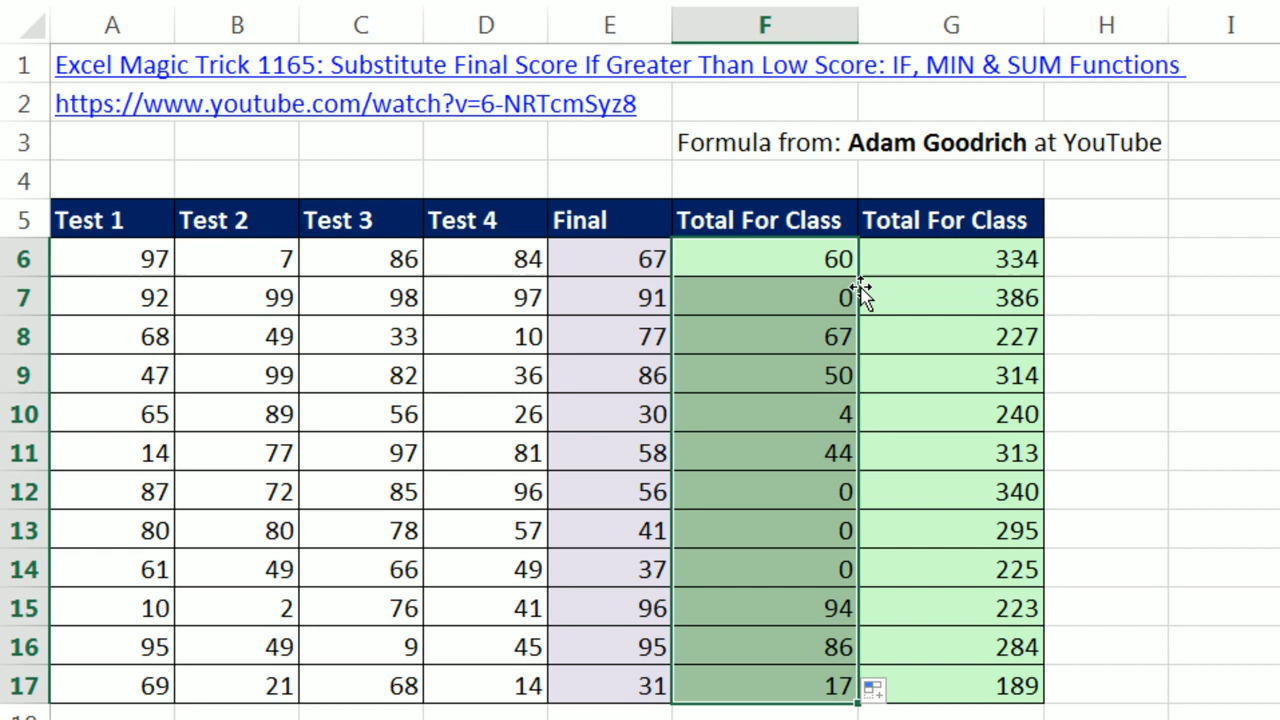 A B C D E F G H I
1 Excel Magic Trick 1165: Substitute Final Score If Greater Than Low Score: IF, MIN & SUM Functions
2 https://www.youtube.com/watch?v=6-NRTcmSyz8
3 Formula from: Adam Goodrich at YouTube
4
5 Test 1 Test 2 Test 3 Test 4 Final Total For Class Total For Class
6 97 7 86 84 67 60 334
7 92 99 98 97 91 0 386
8 68 49 33 10 77 67 227
9 47 99 82 36 86 50 314
10 65 89 56 26 30 4 240
11 14 77 97 81 58 44 313
12 87 72 85 96 56 0 340
13 80 80 78 57 41 0 295
14 61 49 66 49 37 0 225
15 10 2 76 41 96 94 223
16 95 49 9 45 95 86 284
17 69 21 68 14 31 17 189